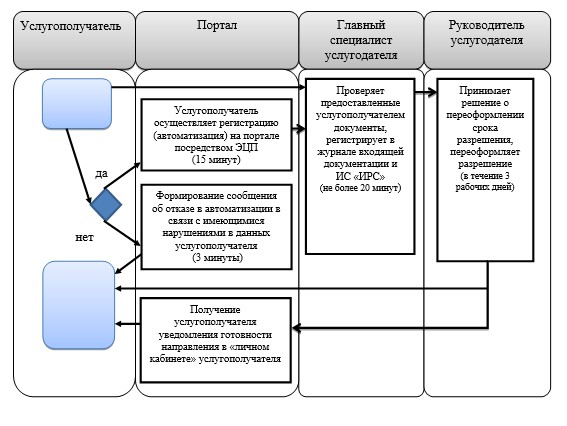 Услугополучатель
Портал
Главный
специалист
услугодателя
Руководитель
услугодателя
Услугополучатель
осуществляет регистрацию
(автоматизация) на портале
посредством ЭЦП
(15 минут)
Проверяет
предоставленные
услугополучателем
документы,
регистрирует в
журнале входящей
документации и
ИС «ИРС»
(не более 20 минут)
Принимает
решение о
переоформлении
срока
разрешения,
переоформляет
разрешение
(в течение 3
рабочих дней)
да
нет
Формирование сообщения
об отказе в автоматизации в
связи с имеющимися
нарушениями в данных
услугополучателя
(3 минуты)
Получение
услугополучателя
уведомления готовности
направления в «личном
кабинете» услугополучателя